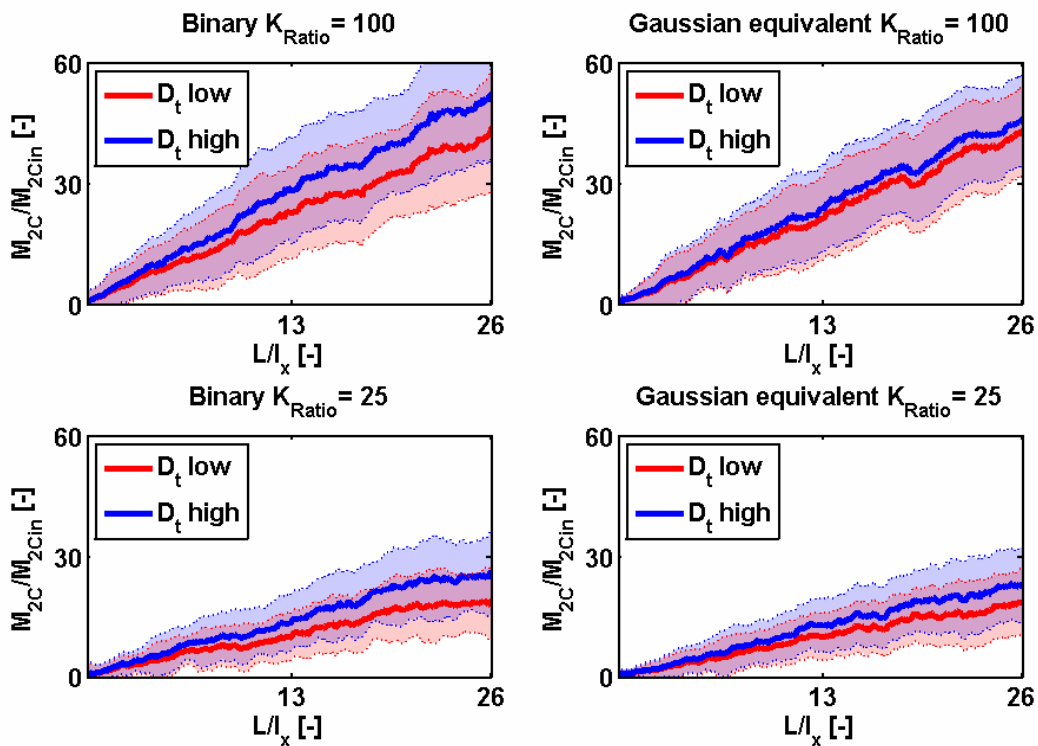 Binary K_Ratio = 100
60
30
0
13
26
D_t low
D_t high
M_2C/M_2Cin [-]
L/l_x [-]
Gaussian equivalent K_Ratio = 100
60
30
0
13
26
D_t low
D_t high
M_2C/M_2Cin [-]
L/l_x [-]
Binary K_Ratio = 25
60
30
0
13
26
D_t low
D_t high
M_2C/M_2Cin [-]
L/l_x [-]
Gaussian equivalent K_Ratio = 25
60
30
0
13
26
D_t low
D_t high
M_2C/M_2Cin [-]
L/l_x [-]